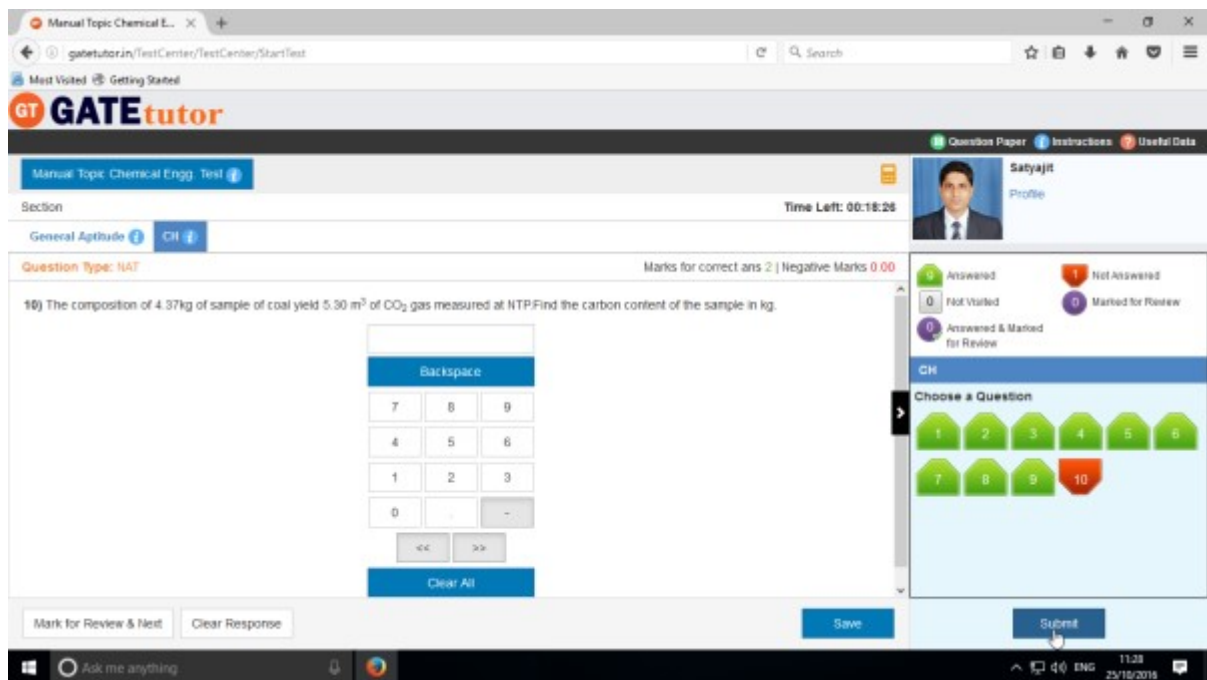 Manual Topic Chemical E... × +
gatetutor.in/TestCenter/TestCenter/StartTest
Search
Most Visited Getting Started
GT GATEtutor
Question Paper Instructions Useful Data
Manual Topic Chemical Engg. Test
Satyajit
Profile
Section
Time Left: 00:18:26
General Aptitude CH
Question Type: NAT
Marks for correct ans 2 | Negative Marks 0.00
9 Answered
1 Not Answered
0 Not Visited
0 Marked for Review
0 Answered & Marked for Review
10) The composition of 4.37kg of sample of coal yield 5.30 m³ of CO₂ gas measured at NTP.Find the carbon content of the sample in kg.
Backspace
7 8 9
4 5 6
1 2 3
0 . -
<< >>
Clear All
CH
Choose a Question
1 2 3 4 5 6
7 8 9 10
Mark for Review & Next Clear Response Save Submit
Ask me anything
ENG 11:28
25/10/2016